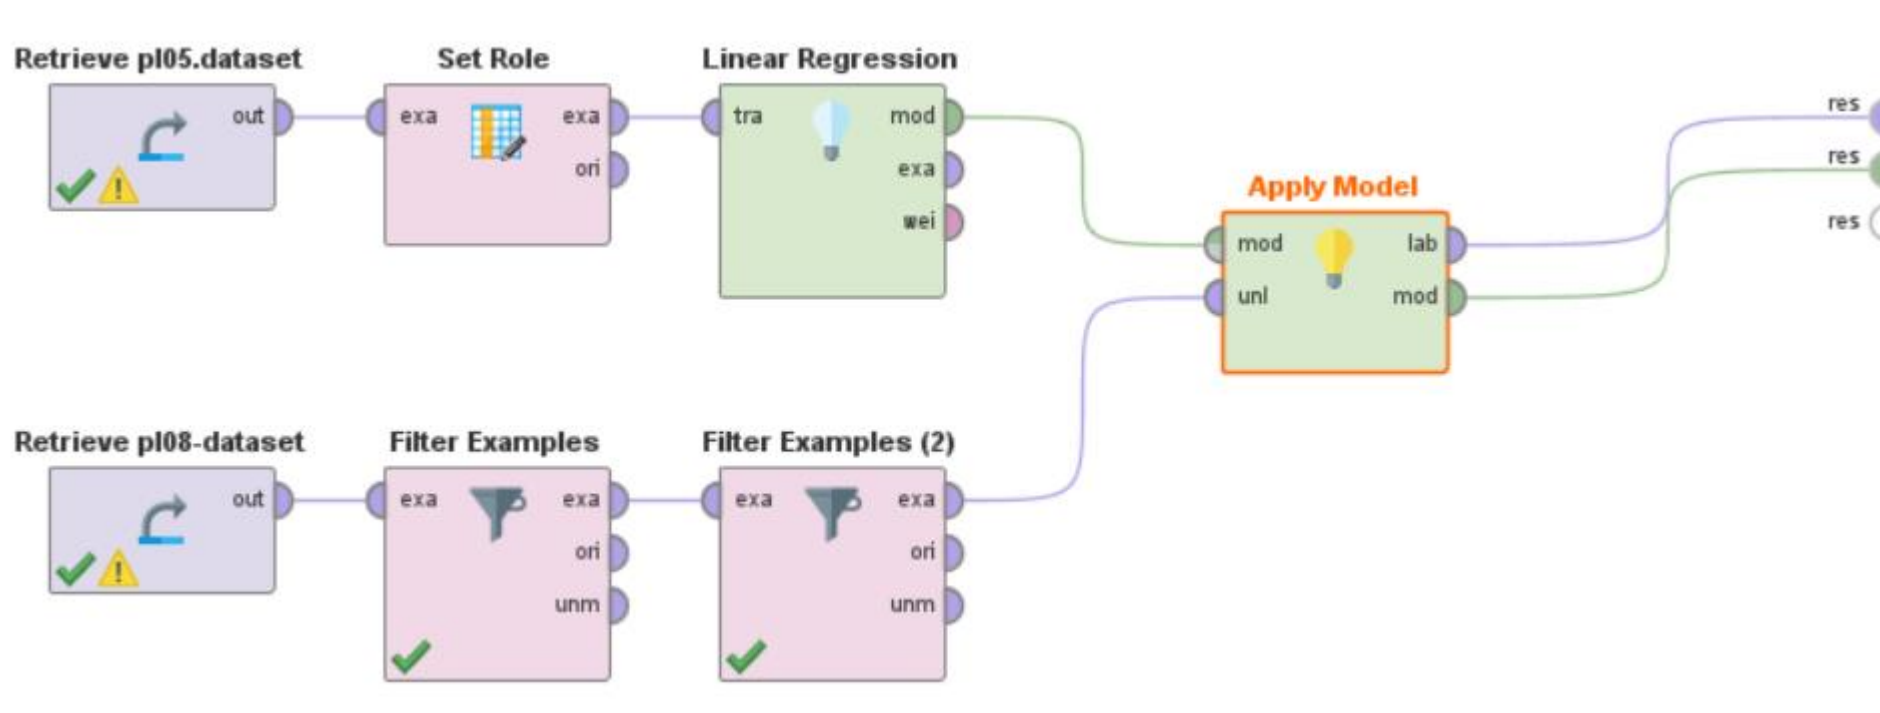 Retrieve pl05.dataset
out
Set Role
exa
exa
ori
Linear Regression
tra
mod
exa
wei
Apply Model
mod
unl
lab
mod
res
res
res
Retrieve pl08-dataset
out
Filter Examples
exa
exa
ori
unm
Filter Examples (2)
exa
exa
ori
unm